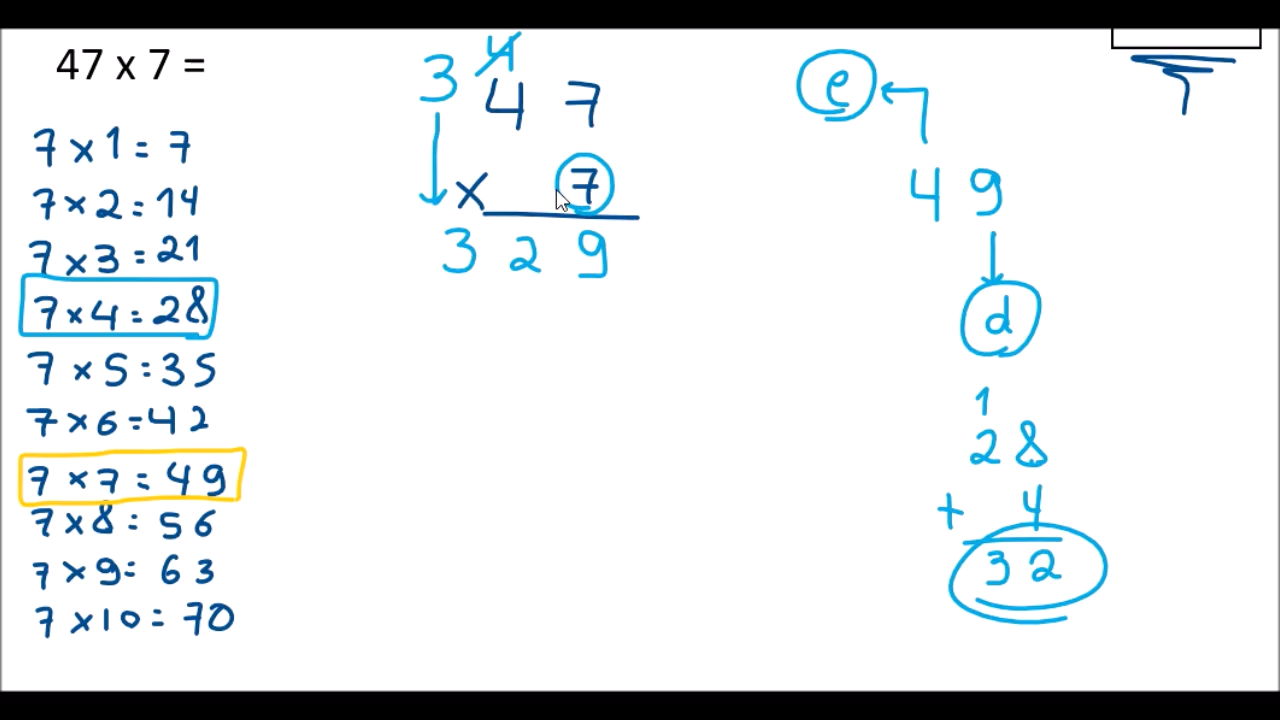 47 x 7 =
7 x 1 = 7
7 x 2 = 14
7 x 3 = 21
7 x 4 = 28
7 x 5 = 35
7 x 6 = 42
7 x 7 = 49
7 x 8 = 56
7 x 9 = 63
7 x 10 = 70
3 4
4 7
x 7
3 2 9
e
4 9
d
1
2 8
+ 4
3 2